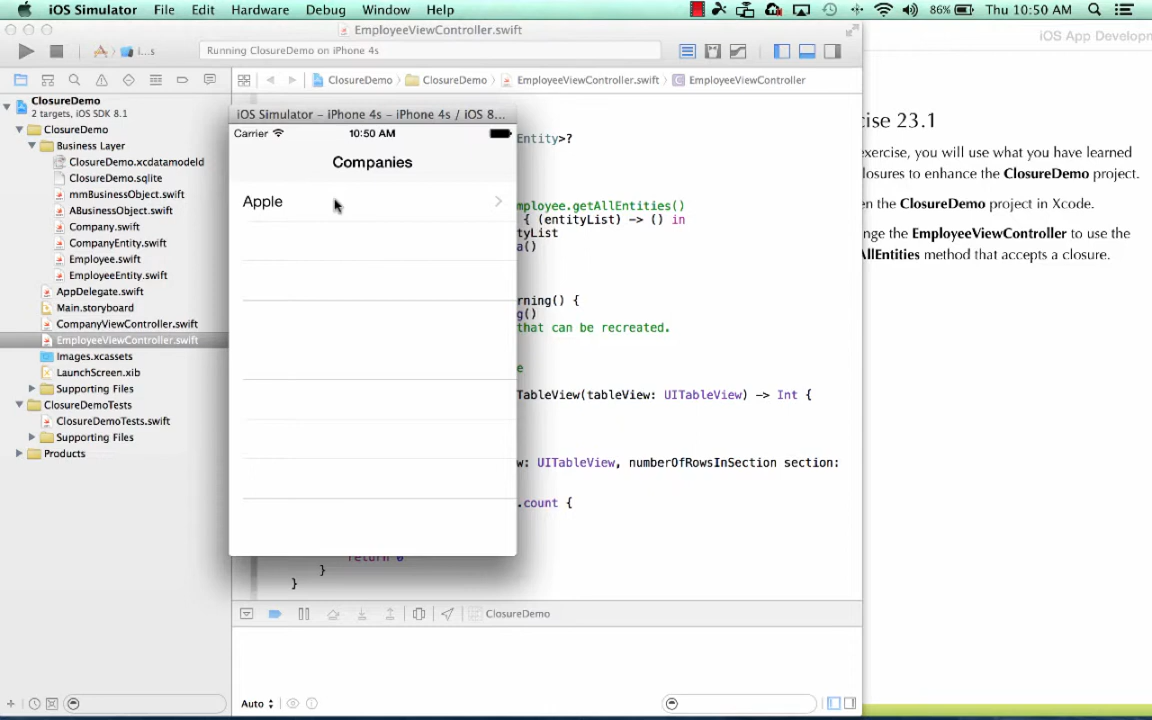 iOS Simulator File Edit Hardware Debug Window Help 86% Thu 10:50 AM
EmployeeViewController.swift
iOS App Developm
i...s Running ClosureDemo on iPhone 4s
ClosureDemo ClosureDemo EmployeeViewController.swift EmployeeViewController
ClosureDemo
2 targets, iOS SDK 8.1
ClosureDemo
Business Layer
ClosureDemo.xcdatamodeld
ClosureDemo.sqlite
mmBusinessObject.swift
ABusinessObject.swift
Company.swift
CompanyEntity.swift
Employee.swift
EmployeeEntity.swift
AppDelegate.swift
Main.storyboard
CompanyViewController.swift
EmployeeViewController.swift
Images.xcassets
LaunchScreen.xib
Supporting Files
ClosureDemoTests
ClosureDemoTests.swift
Supporting Files
Products
iOS Simulator – iPhone 4s – iPhone 4s / iOS 8...
Carrier 10:50 AM
Companies
Apple
Entity>?
mployee.getAllEntities()
{ (entityList) -> () in
tyList
a()
rning() {
g()
that can be recreated.
e
TableView(tableView: UITableView) -> Int {
w: UITableView, numberOfRowsInSection section:
.count {
return 0
}
}
ClosureDemo
Auto
cise 23.1
exercise, you will use what you have learned
losures to enhance the ClosureDemo project.
en the ClosureDemo project in Xcode.
nge the EmployeeViewController to use the
AllEntities method that accepts a closure.